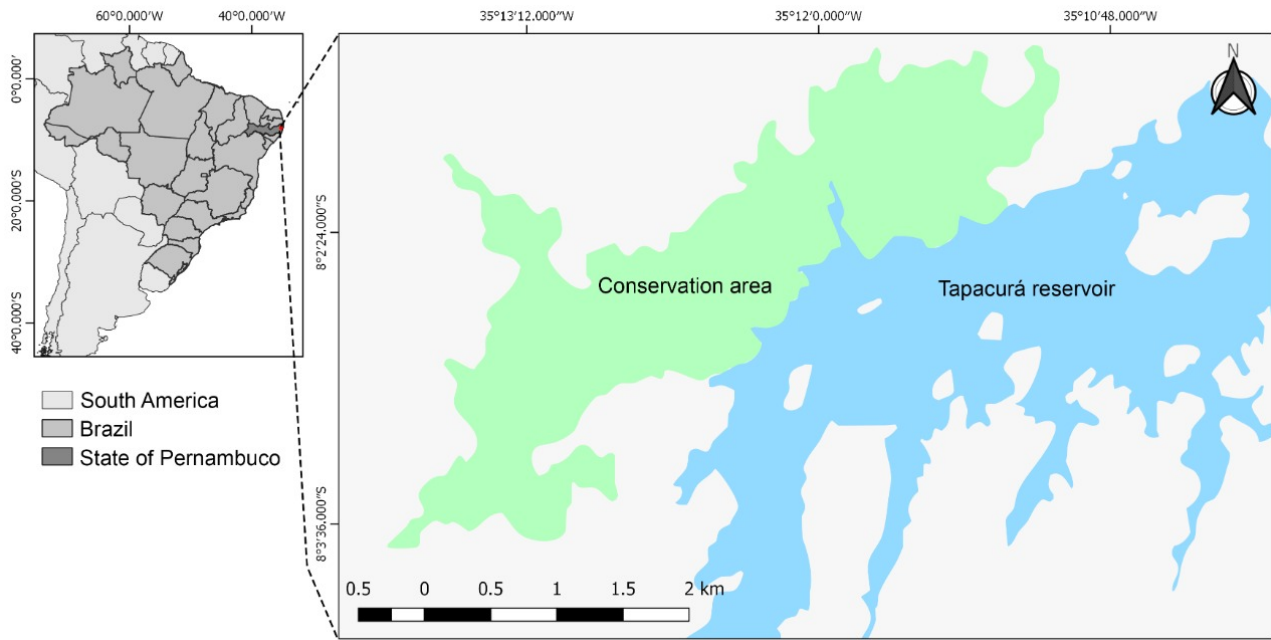 60°0.000"W 40°0.000"W
0°0.000"
20°0.000"S
40°0.000"S
South America
Brazil
State of Pernambuco
35°13'12.000"W 35°12'0.000"W 35°10'48.000"W
N
8°2'24.000"S
8°3'36.000"S
Conservation area
Tapacurá reservoir
0.5 0 0.5 1 1.5 2 km